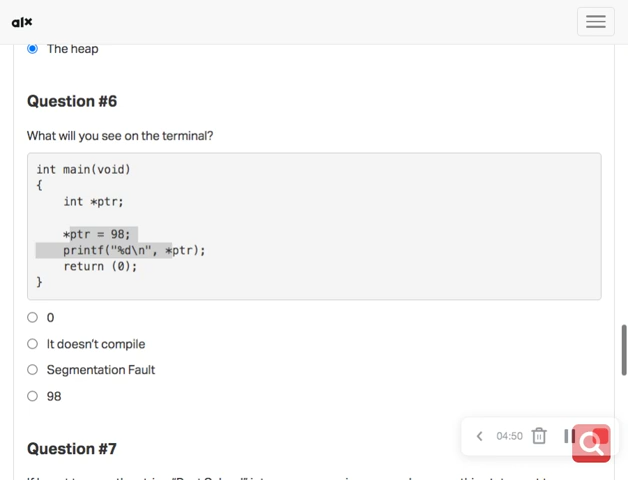 alx
The heap
Question #6
What will you see on the terminal?
int main(void)
{
    int *ptr;

    *ptr = 98;
    printf("%d\n", *ptr);
    return (0);
}
0
It doesn't compile
Segmentation Fault
98
04:50
Question #7